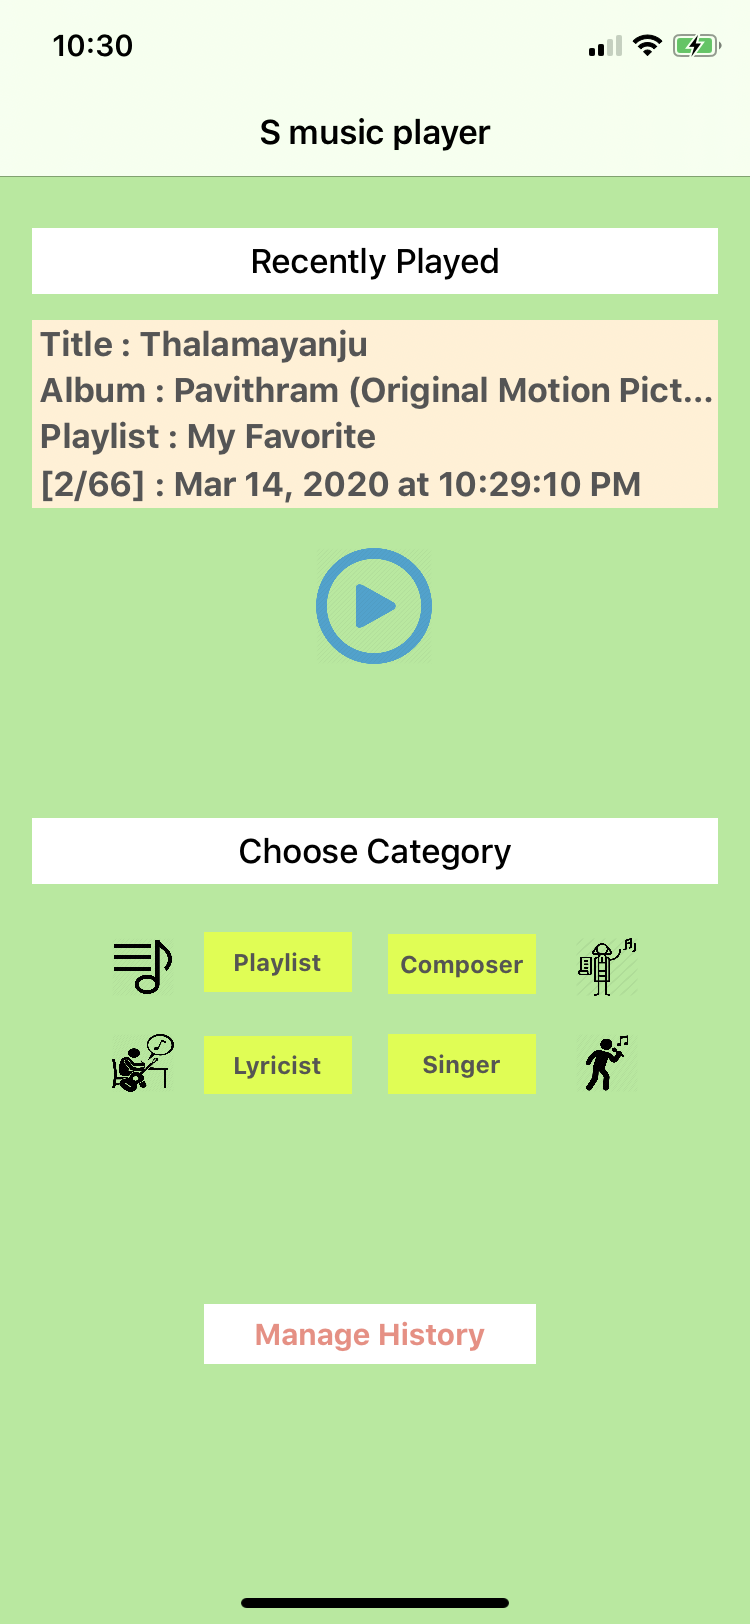 10:30
S music player
Recently Played
Title : Thalamayanju
Album : Pavithram (Original Motion Pict...
Playlist : My Favorite
[2/66] : Mar 14, 2020 at 10:29:10 PM
Choose Category
Playlist Composer
Lyricist Singer
Manage History